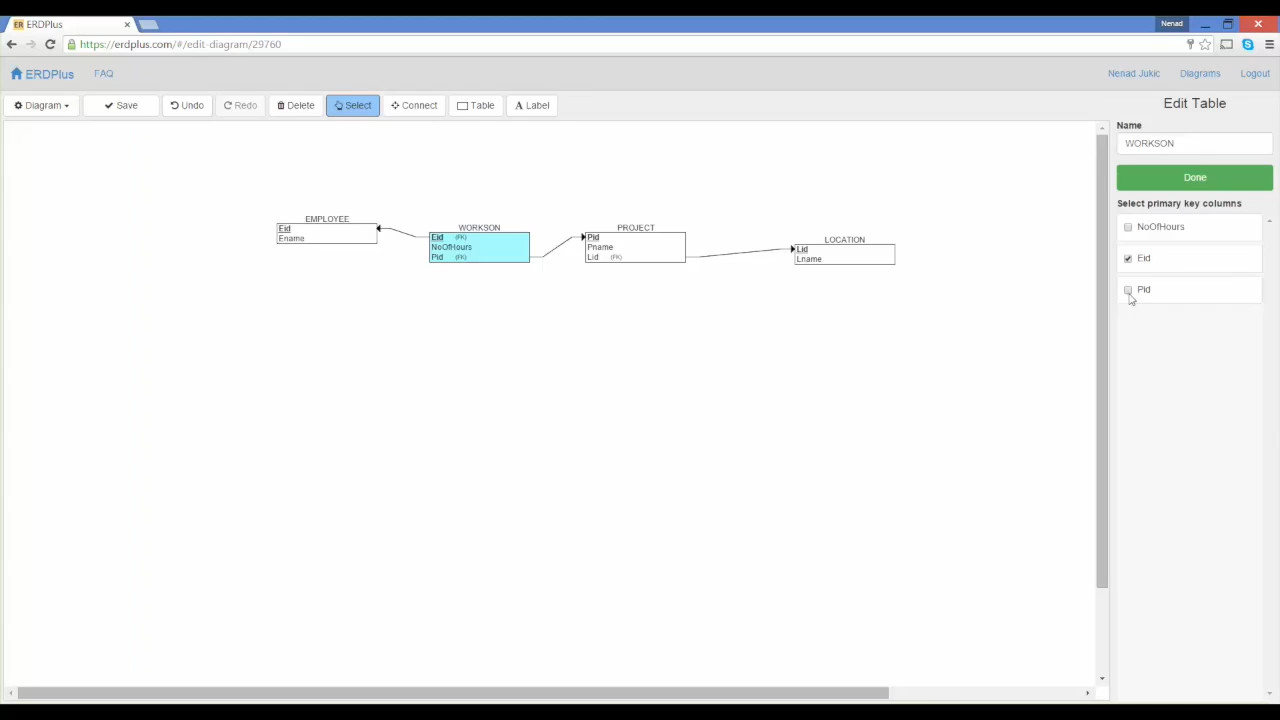 ERDPlus
Nenad
https://erdplus.com/#/edit-diagram/29760
ERDPlus FAQ Nenad Jukic Diagrams Logout
Diagram Save Undo Redo Delete Select Connect Table Label
Edit Table
Name
WORKSON
Done
Select primary key columns
NoOfHours
Eid
Pid
EMPLOYEE
Eid
Ename
WORKSON
Eid (FK)
NoOfHours
Pid (FK)
PROJECT
Pid
Pname
Lid (FK)
LOCATION
Lid
Lname